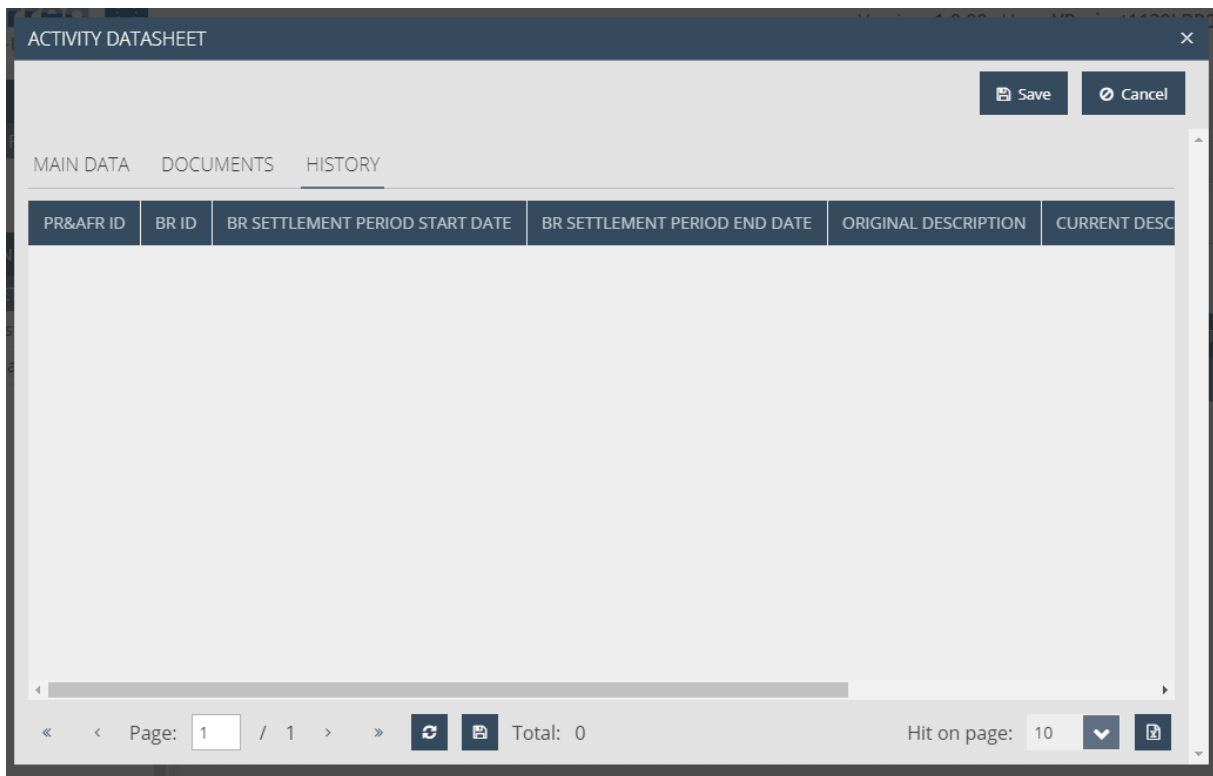 ACTIVITY DATASHEET
Save Cancel
MAIN DATA DOCUMENTS HISTORY
PR&AFR ID BR ID BR SETTLEMENT PERIOD START DATE BR SETTLEMENT PERIOD END DATE ORIGINAL DESCRIPTION CURRENT DESC
« < Page: 1 / 1 > » Total: 0 Hit on page: 10